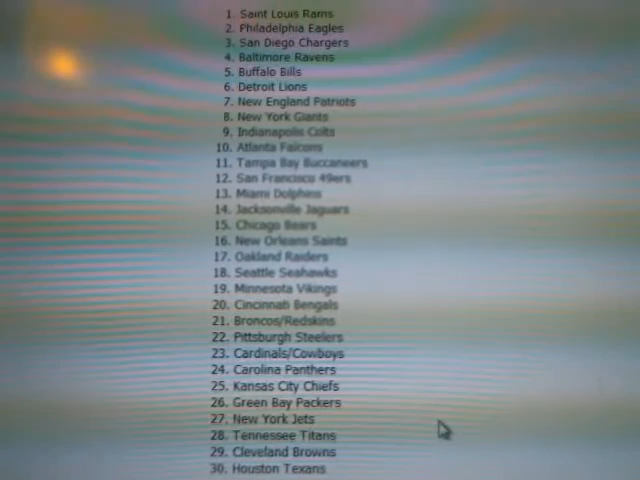 1. Saint Louis Rams
2. Philadelphia Eagles
3. San Diego Chargers
4. Baltimore Ravens
5. Buffalo Bills
6. Detroit Lions
7. New England Patriots
8. New York Giants
9. Indianapolis Colts
10. Atlanta Falcons
11. Tampa Bay Buccaneers
12. San Francisco 49ers
13. Miami Dolphins
14. Jacksonville Jaguars
15. Chicago Bears
16. New Orleans Saints
17. Oakland Raiders
18. Seattle Seahawks
19. Minnesota Vikings
20. Cincinnati Bengals
21. Broncos/Redskins
22. Pittsburgh Steelers
23. Cardinals/Cowboys
24. Carolina Panthers
25. Kansas City Chiefs
26. Green Bay Packers
27. New York Jets
28. Tennessee Titans
29. Cleveland Browns
30. Houston Texans